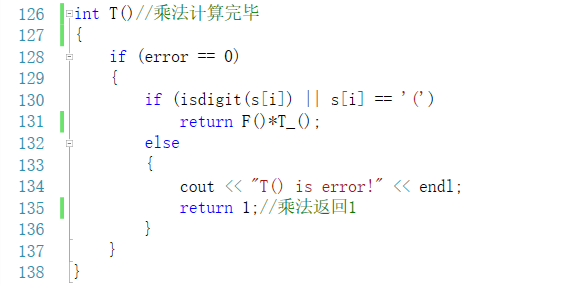 126 int T()//乘法计算完毕
127 {
128     if (error == 0)
129     {
130         if (isdigit(s[i]) || s[i] == '(')
131             return F()*T_();
132         else
133         {
134             cout << "T() is error!" << endl;
135             return 1;//乘法返回1
136         }
137     }
138 }